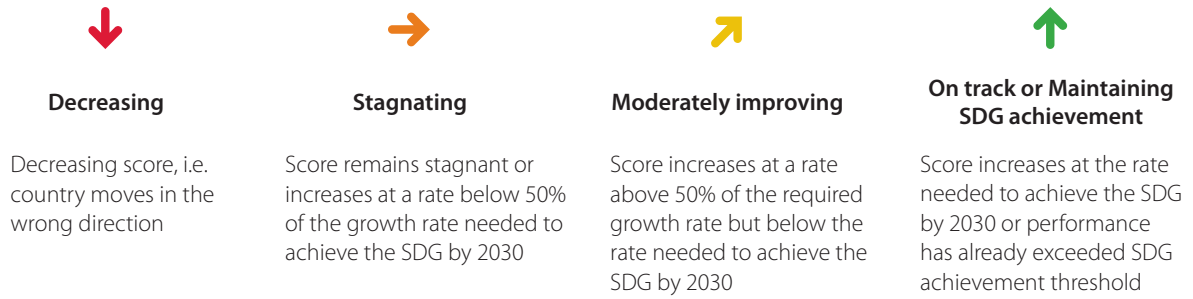 Decreasing
Decreasing score, i.e.
country moves in the
wrong direction
Stagnating
Score remains stagnant or
increases at a rate below 50%
of the growth rate needed to
achieve the SDG by 2030
Moderately improving
Score increases at a rate
above 50% of the required
growth rate but below the
rate needed to achieve the
SDG by 2030
On track or Maintaining
SDG achievement
Score increases at the rate
needed to achieve the SDG
by 2030 or performance
has already exceeded SDG
achievement threshold